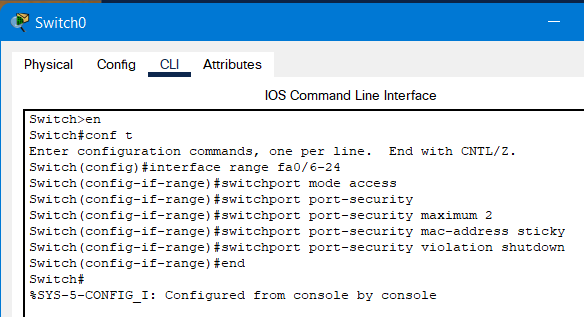 Switch0
Physical Config CLI Attributes
IOS Command Line Interface
Switch>en
Switch#conf t
Enter configuration commands, one per line.  End with CNTL/Z.
Switch(config)#interface range fa0/6-24
Switch(config-if-range)#switchport mode access
Switch(config-if-range)#switchport port-security
Switch(config-if-range)#switchport port-security maximum 2
Switch(config-if-range)#switchport port-security mac-address sticky
Switch(config-if-range)#switchport port-security violation shutdown
Switch(config-if-range)#end
Switch#
%SYS-5-CONFIG_I: Configured from console by console